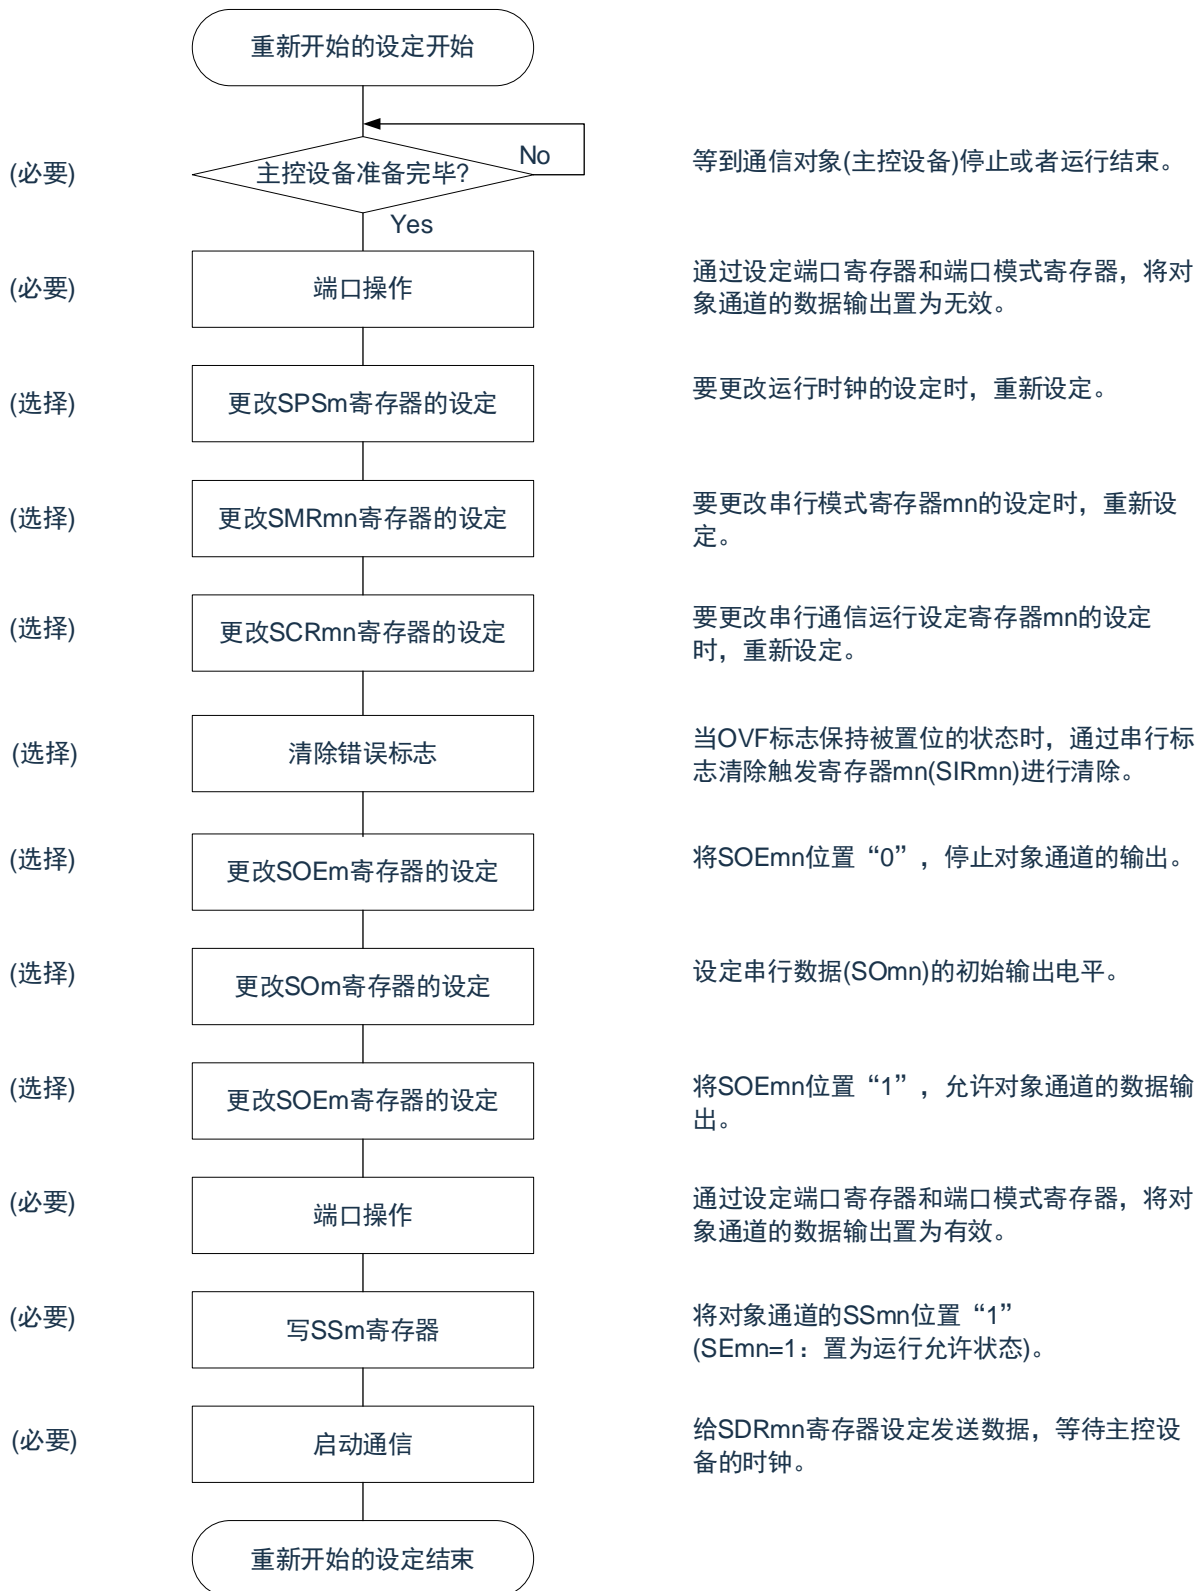 重新开始的设定开始
(必要)
主控设备准备完毕?
No
等到通信对象(主控设备)停止或者运行结束。
Yes
(必要)
端口操作
通过设定端口寄存器和端口模式寄存器，将对
象通道的数据输出置为无效。
(选择)
更改SPSm寄存器的设定
要更改运行时钟的设定时，重新设定。
(选择)
更改SMRmn寄存器的设定
要更改串行模式寄存器mn的设定时，重新设
定。
(选择)
更改SCRmn寄存器的设定
要更改串行通信运行设定寄存器mn的设定
时，重新设定。
(选择)
清除错误标志
当OVF标志保持被置位的状态时，通过串行标
志清除触发寄存器mn(SIRmn)进行清除。
(选择)
更改SOEm寄存器的设定
将SOEmn位置“0”，停止对象通道的输出。
(选择)
更改SOm寄存器的设定
设定串行数据(SOmn)的初始输出电平。
(选择)
更改SOEm寄存器的设定
将SOEmn位置“1”，允许对象通道的数据输
出。
(必要)
端口操作
通过设定端口寄存器和端口模式寄存器，将对
象通道的数据输出置为有效。
(必要)
写SSm寄存器
将对象通道的SSmn位置“1”
(SEmn=1：置为运行允许状态)。
(必要)
启动通信
给SDRmn寄存器设定发送数据，等待主控设
备的时钟。
重新开始的设定结束